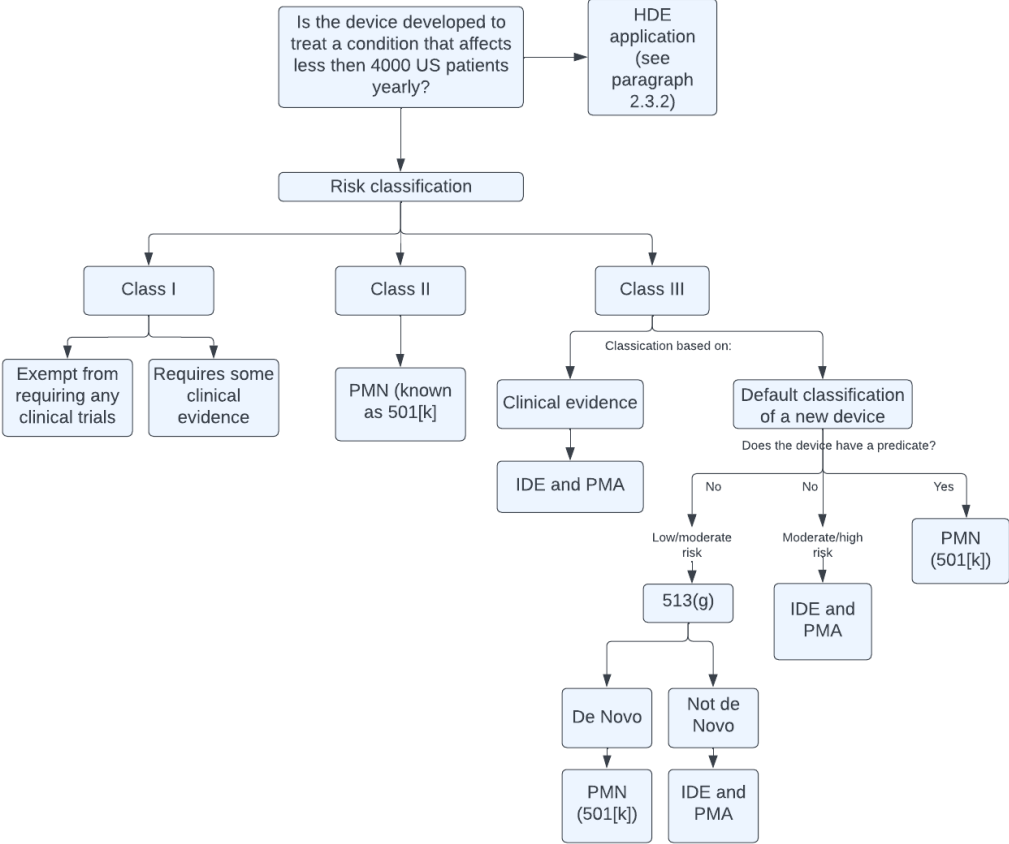 Is the device developed to
treat a condition that affects
less then 4000 US patients
yearly?
HDE
application
(see
paragraph
2.3.2)
Risk classification
Class I
Class II
Class III
Classication based on:
Exempt from
requiring any
clinical trials
Requires some
clinical
evidence
PMN (known
as 501[k]
Clinical evidence
Default classification
of a new device
Does the device have a predicate?
IDE and PMA
No
No
Yes
Low/moderate
risk
Moderate/high
risk
PMN
(501[k])
513(g)
IDE and
PMA
De Novo
Not de
Novo
PMN
(501[k])
IDE and
PMA